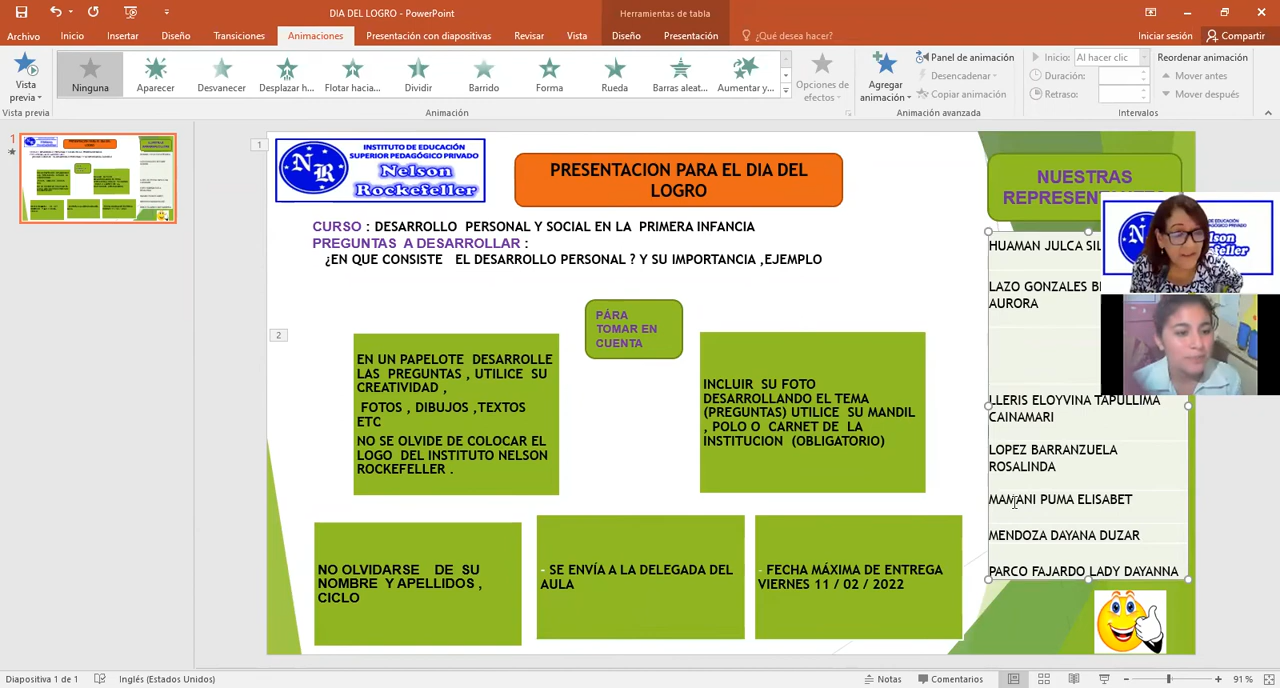 DIA DEL LOGRO - PowerPoint
Herramientas de tabla
Archivo
Inicio
Insertar
Diseño
Transiciones
Animaciones
Presentación con diapositivas
Revisar
Vista
Diseño
Presentación
¿Qué desea hacer?
Iniciar sesión
Compartir
Vista previa
Vista previa
Ninguna
Aparecer
Desvanecer
Desplazar h...
Flotar hacia...
Dividir
Barrido
Forma
Rueda
Barras aleat...
Aumentar y...
Animación
Opciones de efectos
Agregar animación
Panel de animación
Desencadenar
Copiar animación
Animación avanzada
Inicio: Al hacer clic
Duración:
Retraso:
Reordenar animación
Mover antes
Mover después
Intervalos
1
1
2
NR
INSTITUTO DE EDUCACIÓN
SUPERIOR PEDAGÓGICO PRIVADO
Nelson
Rockefeller
PRESENTACION PARA EL DIA DEL
LOGRO
CURSO : DESARROLLO PERSONAL Y SOCIAL EN LA PRIMERA INFANCIA
PREGUNTAS A DESARROLLAR :
¿EN QUE CONSISTE EL DESARROLLO PERSONAL ? Y SU IMPORTANCIA ,EJEMPLO
PÁRA
TOMAR EN
CUENTA
EN UN PAPELOTE DESARROLLE
LAS PREGUNTAS , UTILICE SU
CREATIVIDAD ,
FOTOS , DIBUJOS ,TEXTOS
ETC
NO SE OLVIDE DE COLOCAR EL
LOGO DEL INSTITUTO NELSON
ROCKEFELLER .
INCLUIR SU FOTO
DESARROLLANDO EL TEMA
(PREGUNTAS) UTILICE SU MANDIL
, POLO O CARNET DE LA
INSTITUCION (OBLIGATORIO)
NO OLVIDARSE DE SU
NOMBRE Y APELLIDOS ,
CICLO
- SE ENVÍA A LA DELEGADA DEL
AULA
- FECHA MÁXIMA DE ENTREGA
VIERNES 11 / 02 / 2022
NUESTRAS
HUAMAN JULCA
LAZO GONZALES
AURORA
LLERIS ELOYVINA TAPULLIMA
CAINAMARI
LOPEZ BARRANZUELA
ROSALINDA
MAMANI PUMA ELISABET
MENDOZA DAYANA DUZAR
PARCO FAJARDO LADY DAYANNA
Diapositiva 1 de 1
Inglés (Estados Unidos)
Notas
Comentarios
91 %